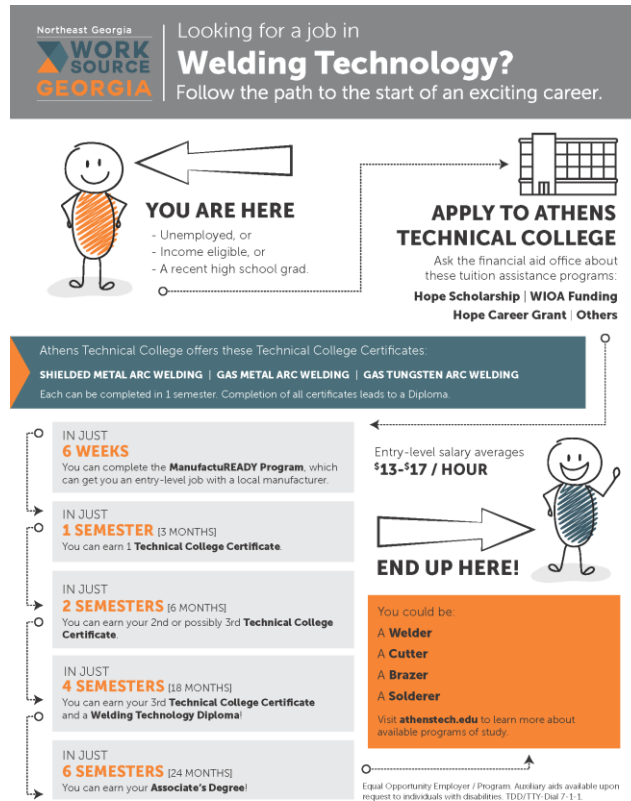 Northeast Georgia
WORK
SOURCE
GEORGIA
Looking for a job in
Welding Technology?
Follow the path to the start of an exciting career.
YOU ARE HERE
- Unemployed, or
- Income eligible, or
- A recent high school grad.
APPLY TO ATHENS
TECHNICAL COLLEGE
Ask the financial aid office about
these tuition assistance programs:
Hope Scholarship | WIOA Funding
Hope Career Grant | Others
Athens Technical College offers these Technical College Certificates:
SHIELDED METAL ARC WELDING | GAS METAL ARC WELDING | GAS TUNGSTEN ARC WELDING
Each can be completed in 1 semester. Completion of all certificates leads to a Diploma.
IN JUST
6 WEEKS
You can complete the ManufactuREADY Program, which
can get you an entry-level job with a local manufacturer.
IN JUST
1 SEMESTER [3 MONTHS]
You can earn 1 Technical College Certificate.
IN JUST
2 SEMESTERS [6 MONTHS]
You can earn your 2nd or possibly 3rd Technical College
Certificate.
IN JUST
4 SEMESTERS [18 MONTHS]
You can earn your 3rd Technical College Certificate
and a Welding Technology Diploma!
IN JUST
6 SEMESTERS [24 MONTHS]
You can earn your Associate's Degree!
Entry-level salary averages
$13-$17 / HOUR
END UP HERE!
You could be:
A Welder
A Cutter
A Brazer
A Solderer
Visit athenstech.edu to learn more about
available programs of study.
Equal Opportunity Employer / Program. Auxiliary aids available upon
request to individuals with disabilities. TDD/TTY-Dial 7-1-1.